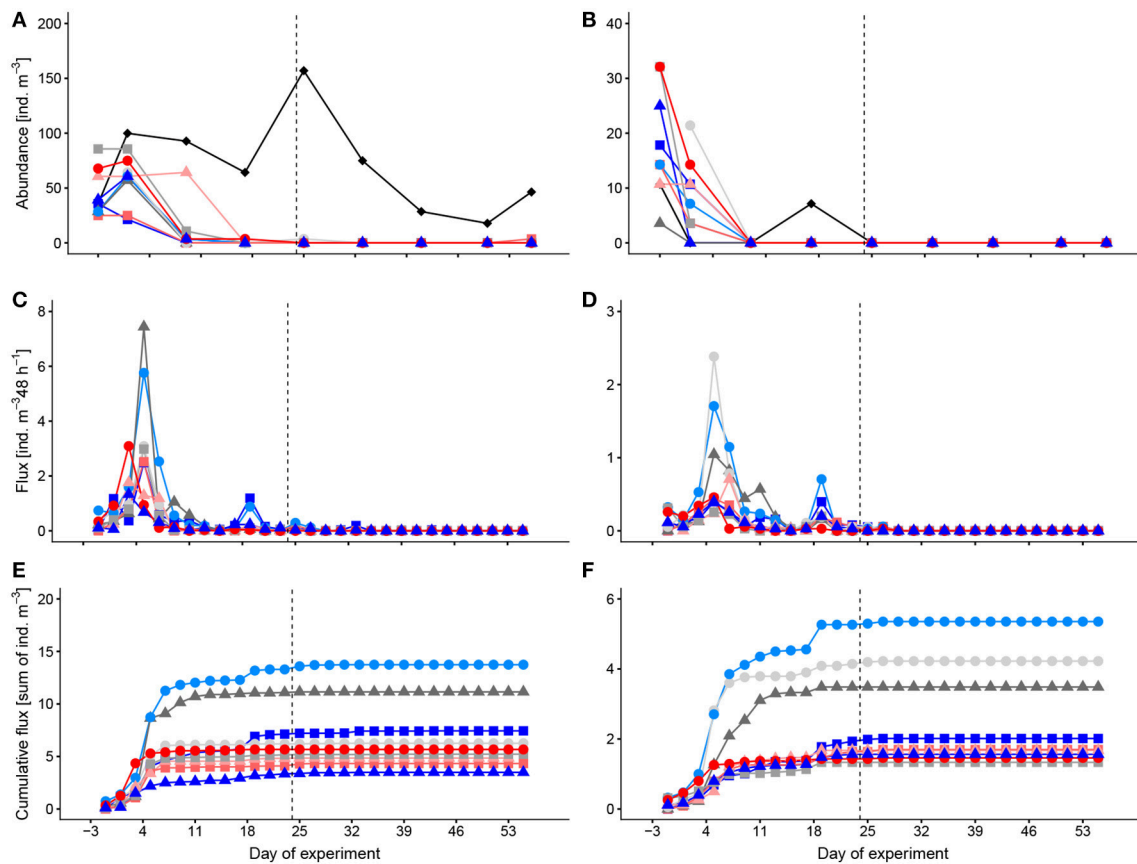 A
B
200
150
100
50
0
Abundance [ind. m⁻³]
40
30
20
10
0
C
D
8
6
4
2
0
Flux [ind. m⁻³48 h⁻¹]
3
2
1
0
E
F
20
15
10
5
0
Cumulative flux [sum of ind. m⁻³]
6
4
2
0
−3 4 11 18 25 32 39 46 53
−3 4 11 18 25 32 39 46 53
Day of experiment
Day of experiment